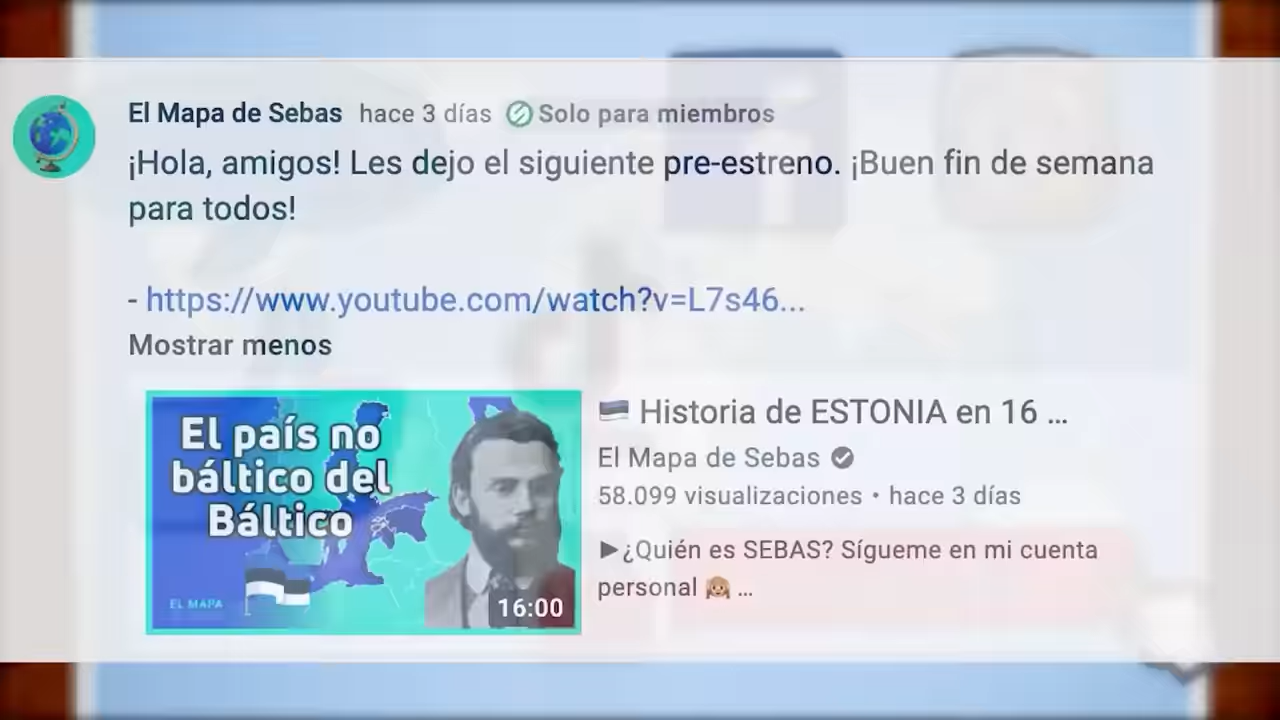 El Mapa de Sebas hace 3 días Solo para miembros
¡Hola, amigos! Les dejo el siguiente pre-estreno. ¡Buen fin de semana
para todos!
- https://www.youtube.com/watch?v=L7s46...
Mostrar menos
El país no
báltico del
Báltico
EL MAPA
16:00
Historia de ESTONIA en 16 ...
El Mapa de Sebas
58.099 visualizaciones • hace 3 días
►¿Quién es SEBAS? Sígueme en mi cuenta
personal 🙉 ...